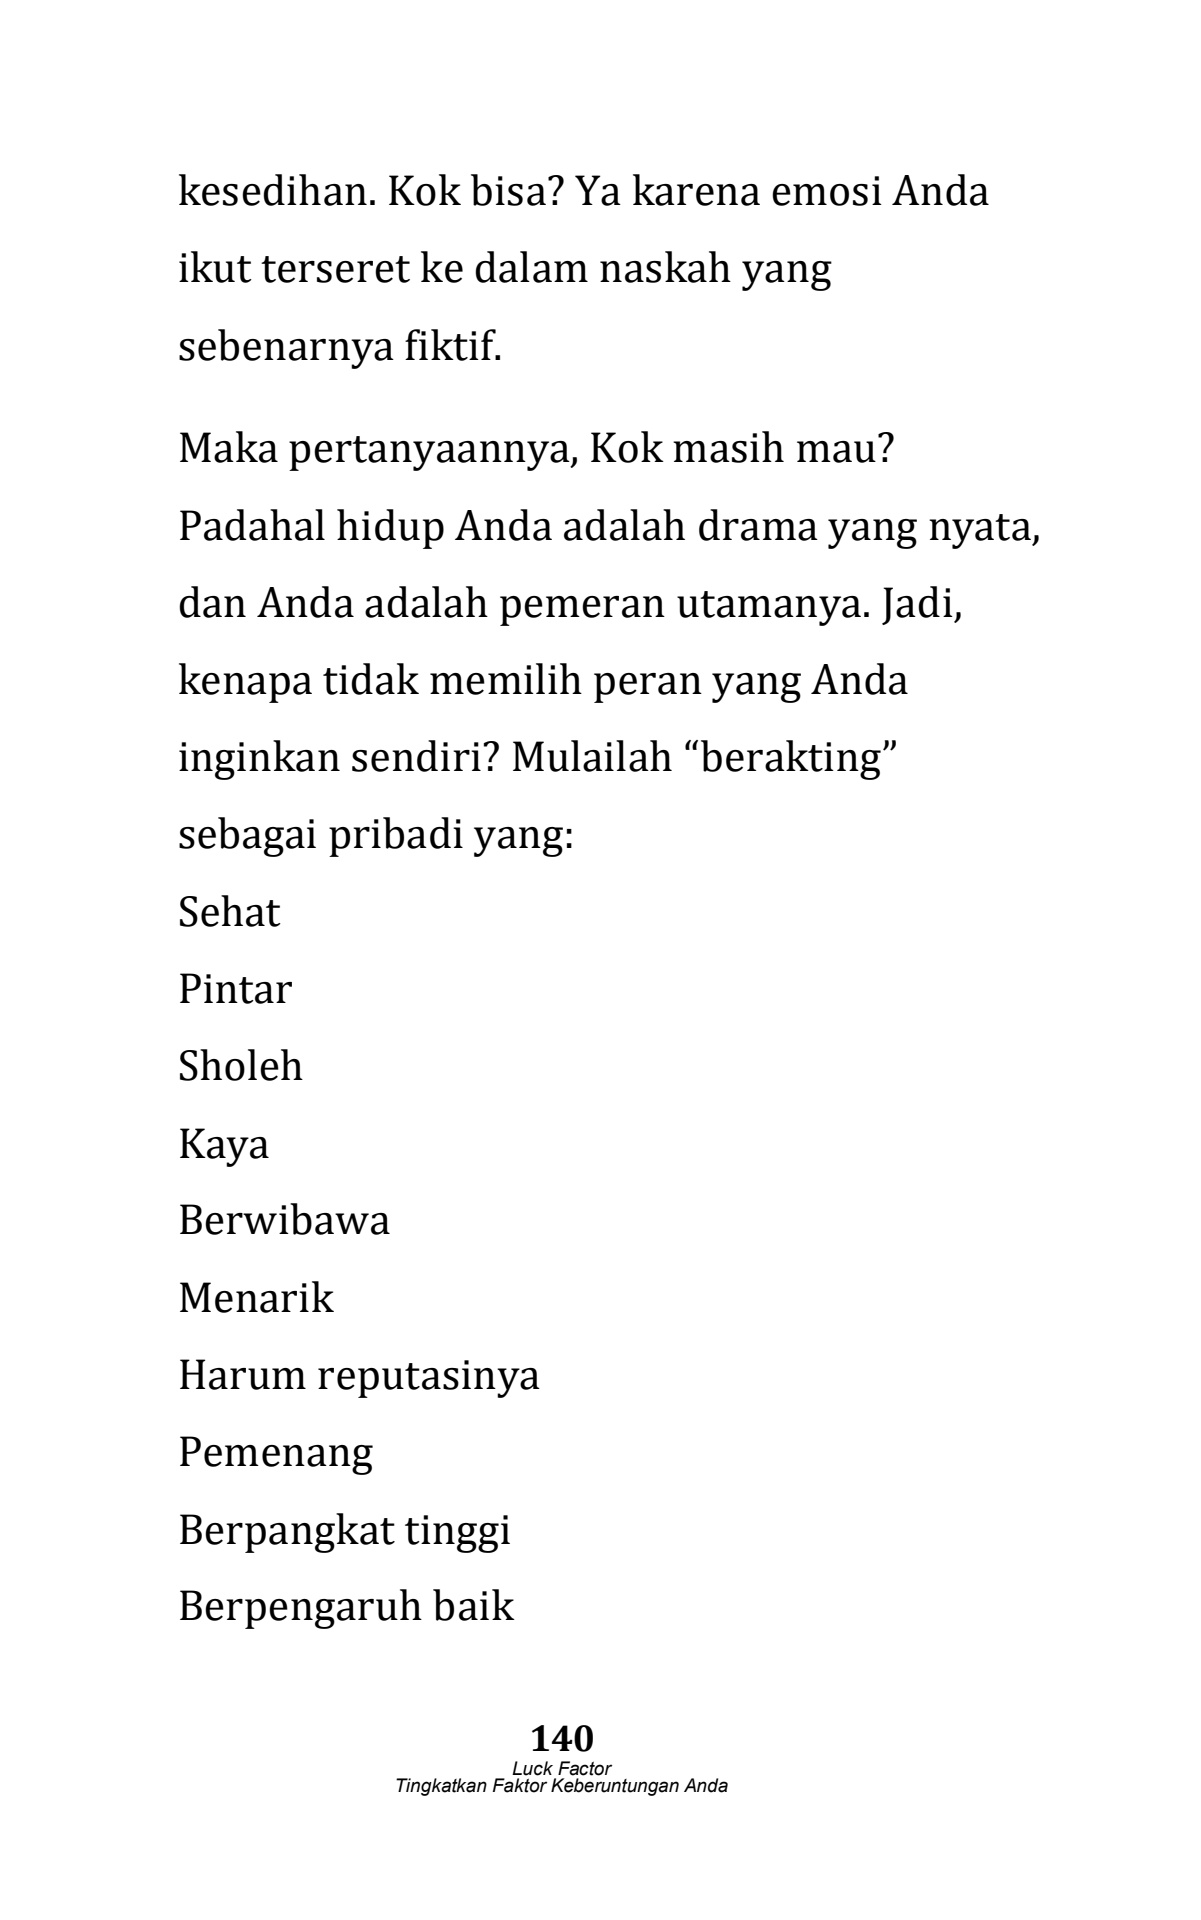 kesedihan. Kok bisa? Ya karena emosi Anda
ikut terseret ke dalam naskah yang
sebenarnya fiktif.
Maka pertanyaannya, Kok masih mau?
Padahal hidup Anda adalah drama yang nyata,
dan Anda adalah pemeran utamanya. Jadi,
kenapa tidak memilih peran yang Anda
inginkan sendiri? Mulailah “berakting”
sebagai pribadi yang:
Sehat
Pintar
Sholeh
Kaya
Berwibawa
Menarik
Harum reputasinya
Pemenang
Berpangkat tinggi
Berpengaruh baik
140
Luck Factor
Tingkatkan Faktor Keberuntungan Anda